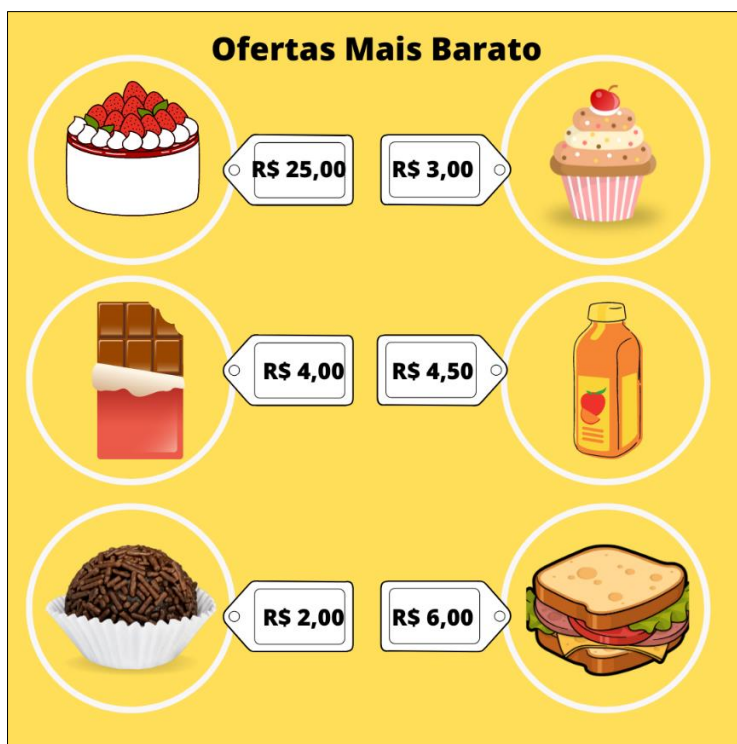 Ofertas Mais Barato
R$ 25,00
R$ 3,00
R$ 4,00
R$ 4,50
R$ 2,00
R$ 6,00